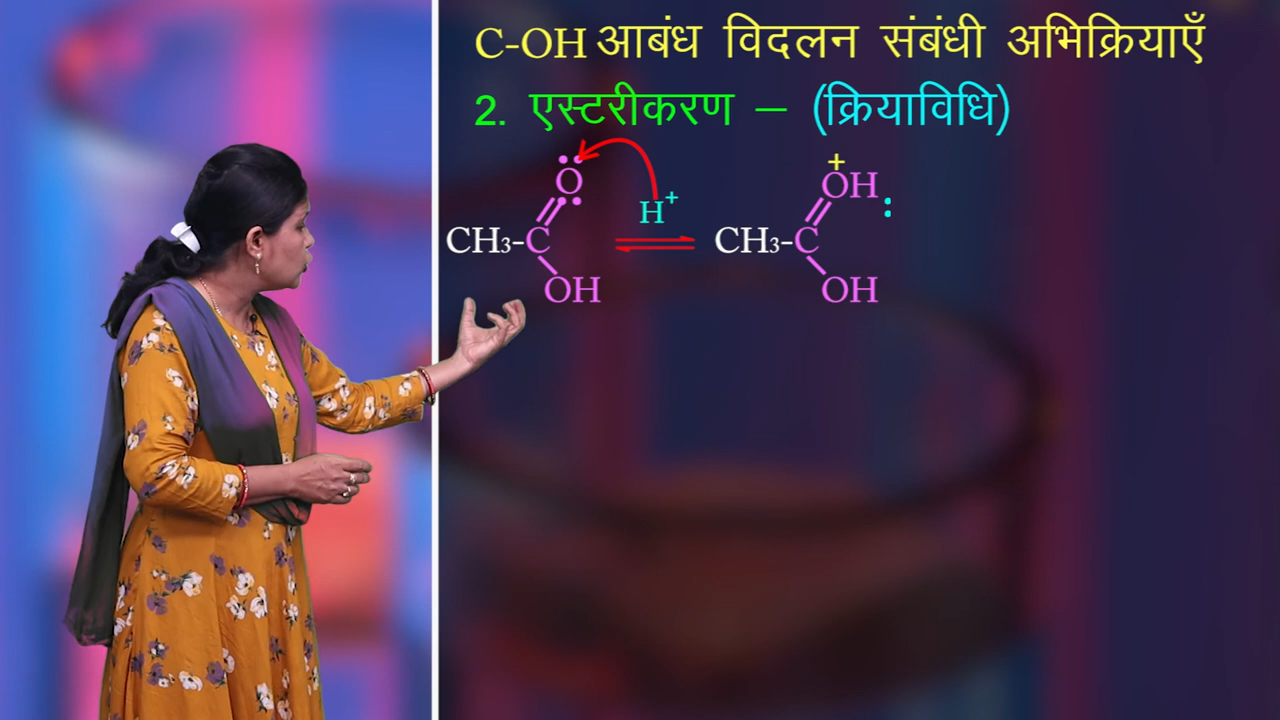 C-OH आबंध विदलन संबंधी अभिक्रियाएँ
2. एस्टरीकरण – (क्रियाविधि)
O H⁺ +OH :
CH₃-C ⇌ CH₃-C
OH OH